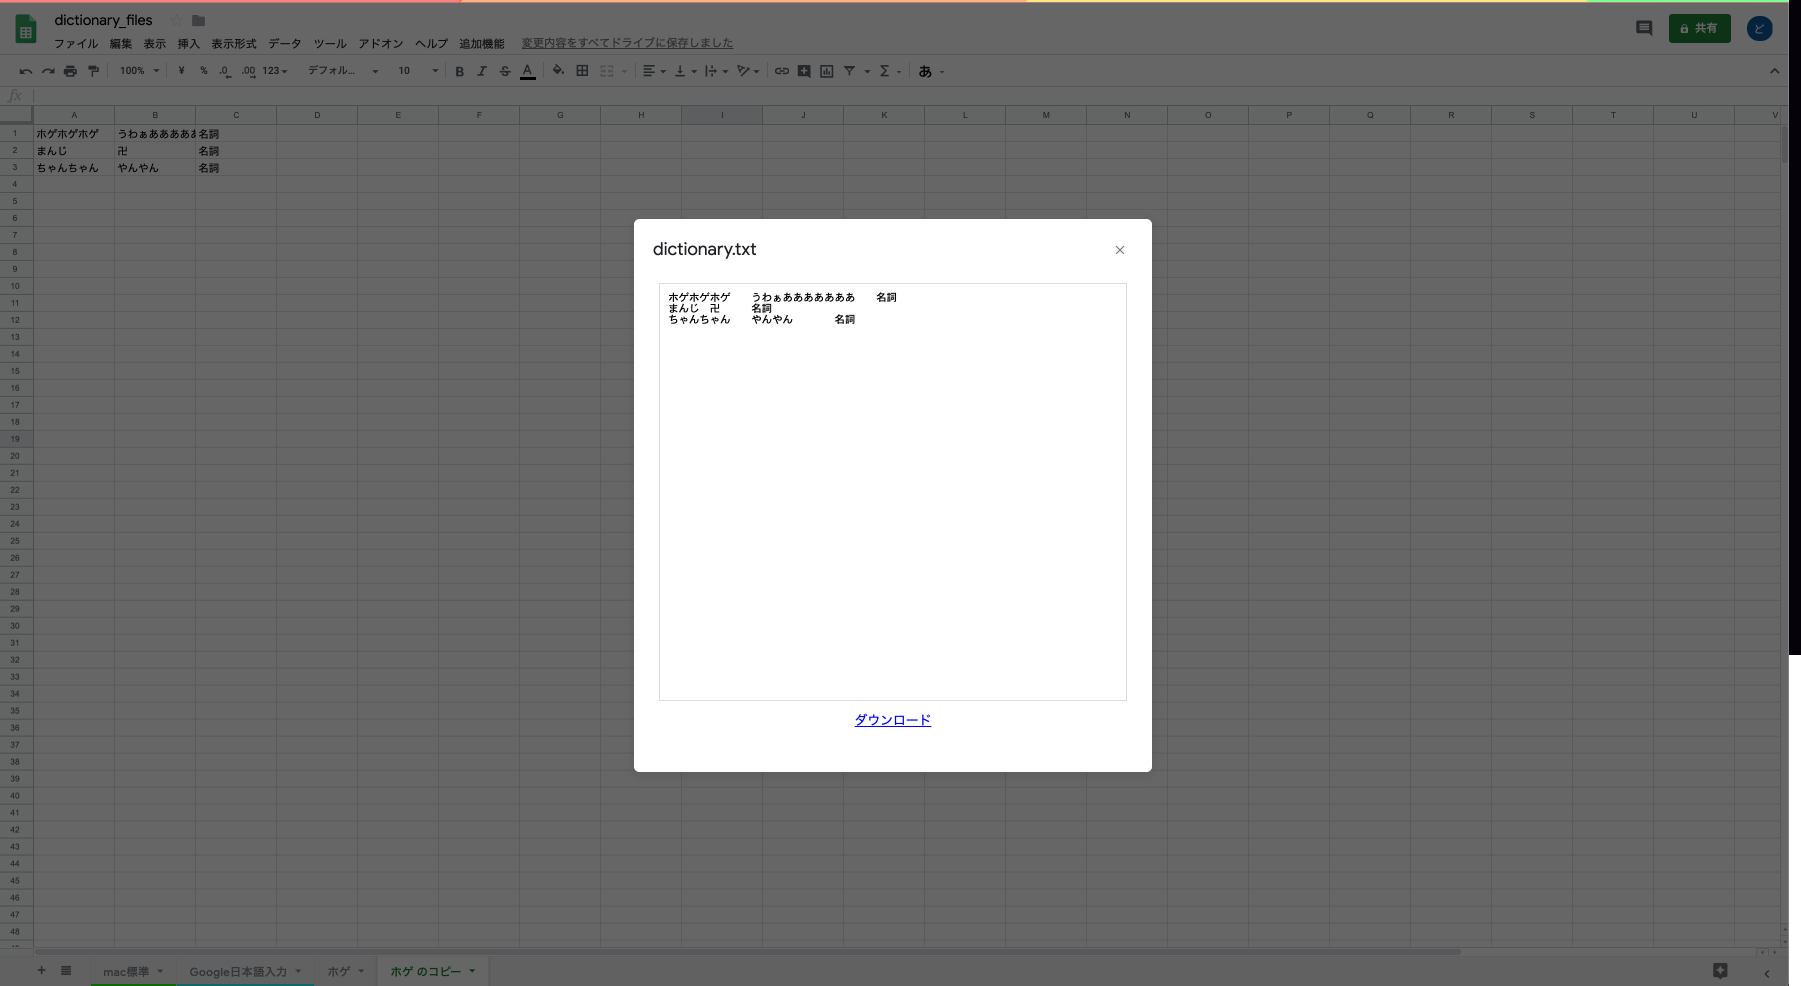 dictionary_files
ファイル 編集 表示 挿入 表示形式 データ ツール アドオン ヘルプ 追加機能 変更内容をすべてドライブに保存しました
共有
ど
100% ¥ % .0 .00 123 デフォル... 10 B I S A Σ あ
fx
A B C D E F G H I J K L M N O P Q R S T U V
1 ホゲホゲホゲ うわぁあああああ 名詞
2 まんじ 卍 名詞
3 ちゃんちゃん やんやん 名詞
4
5
6
7
8
9
10
11
12
13
14
15
16
17
18
19
20
21
22
23
24
25
26
27
28
29
30
31
32
33
34
35
36
37
38
39
40
41
42
43
44
45
46
47
48
dictionary.txt
ホゲホゲホゲ うわぁあああああああ 名詞
まんじ 卍 名詞
ちゃんちゃん やんやん 名詞
ダウンロード
mac標準 Google日本語入力 ホゲ ホゲ のコピー